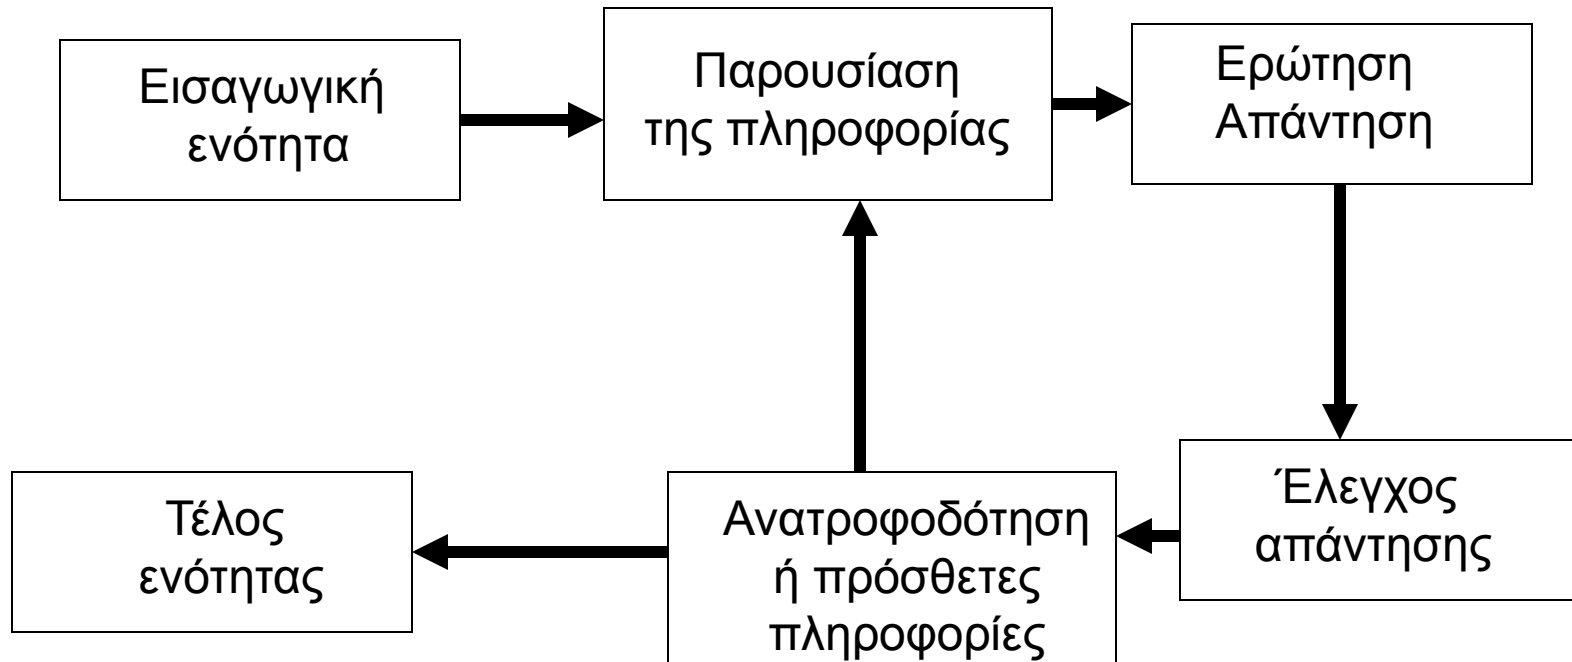 Εισαγωγική
ενότητα
Παρουσίαση
της πληροφορίας
Ερώτηση
Απάντηση
Έλεγχος
απάντησης
Ανατροφοδότηση
ή πρόσθετες
πληροφορίες
Τέλος
ενότητας